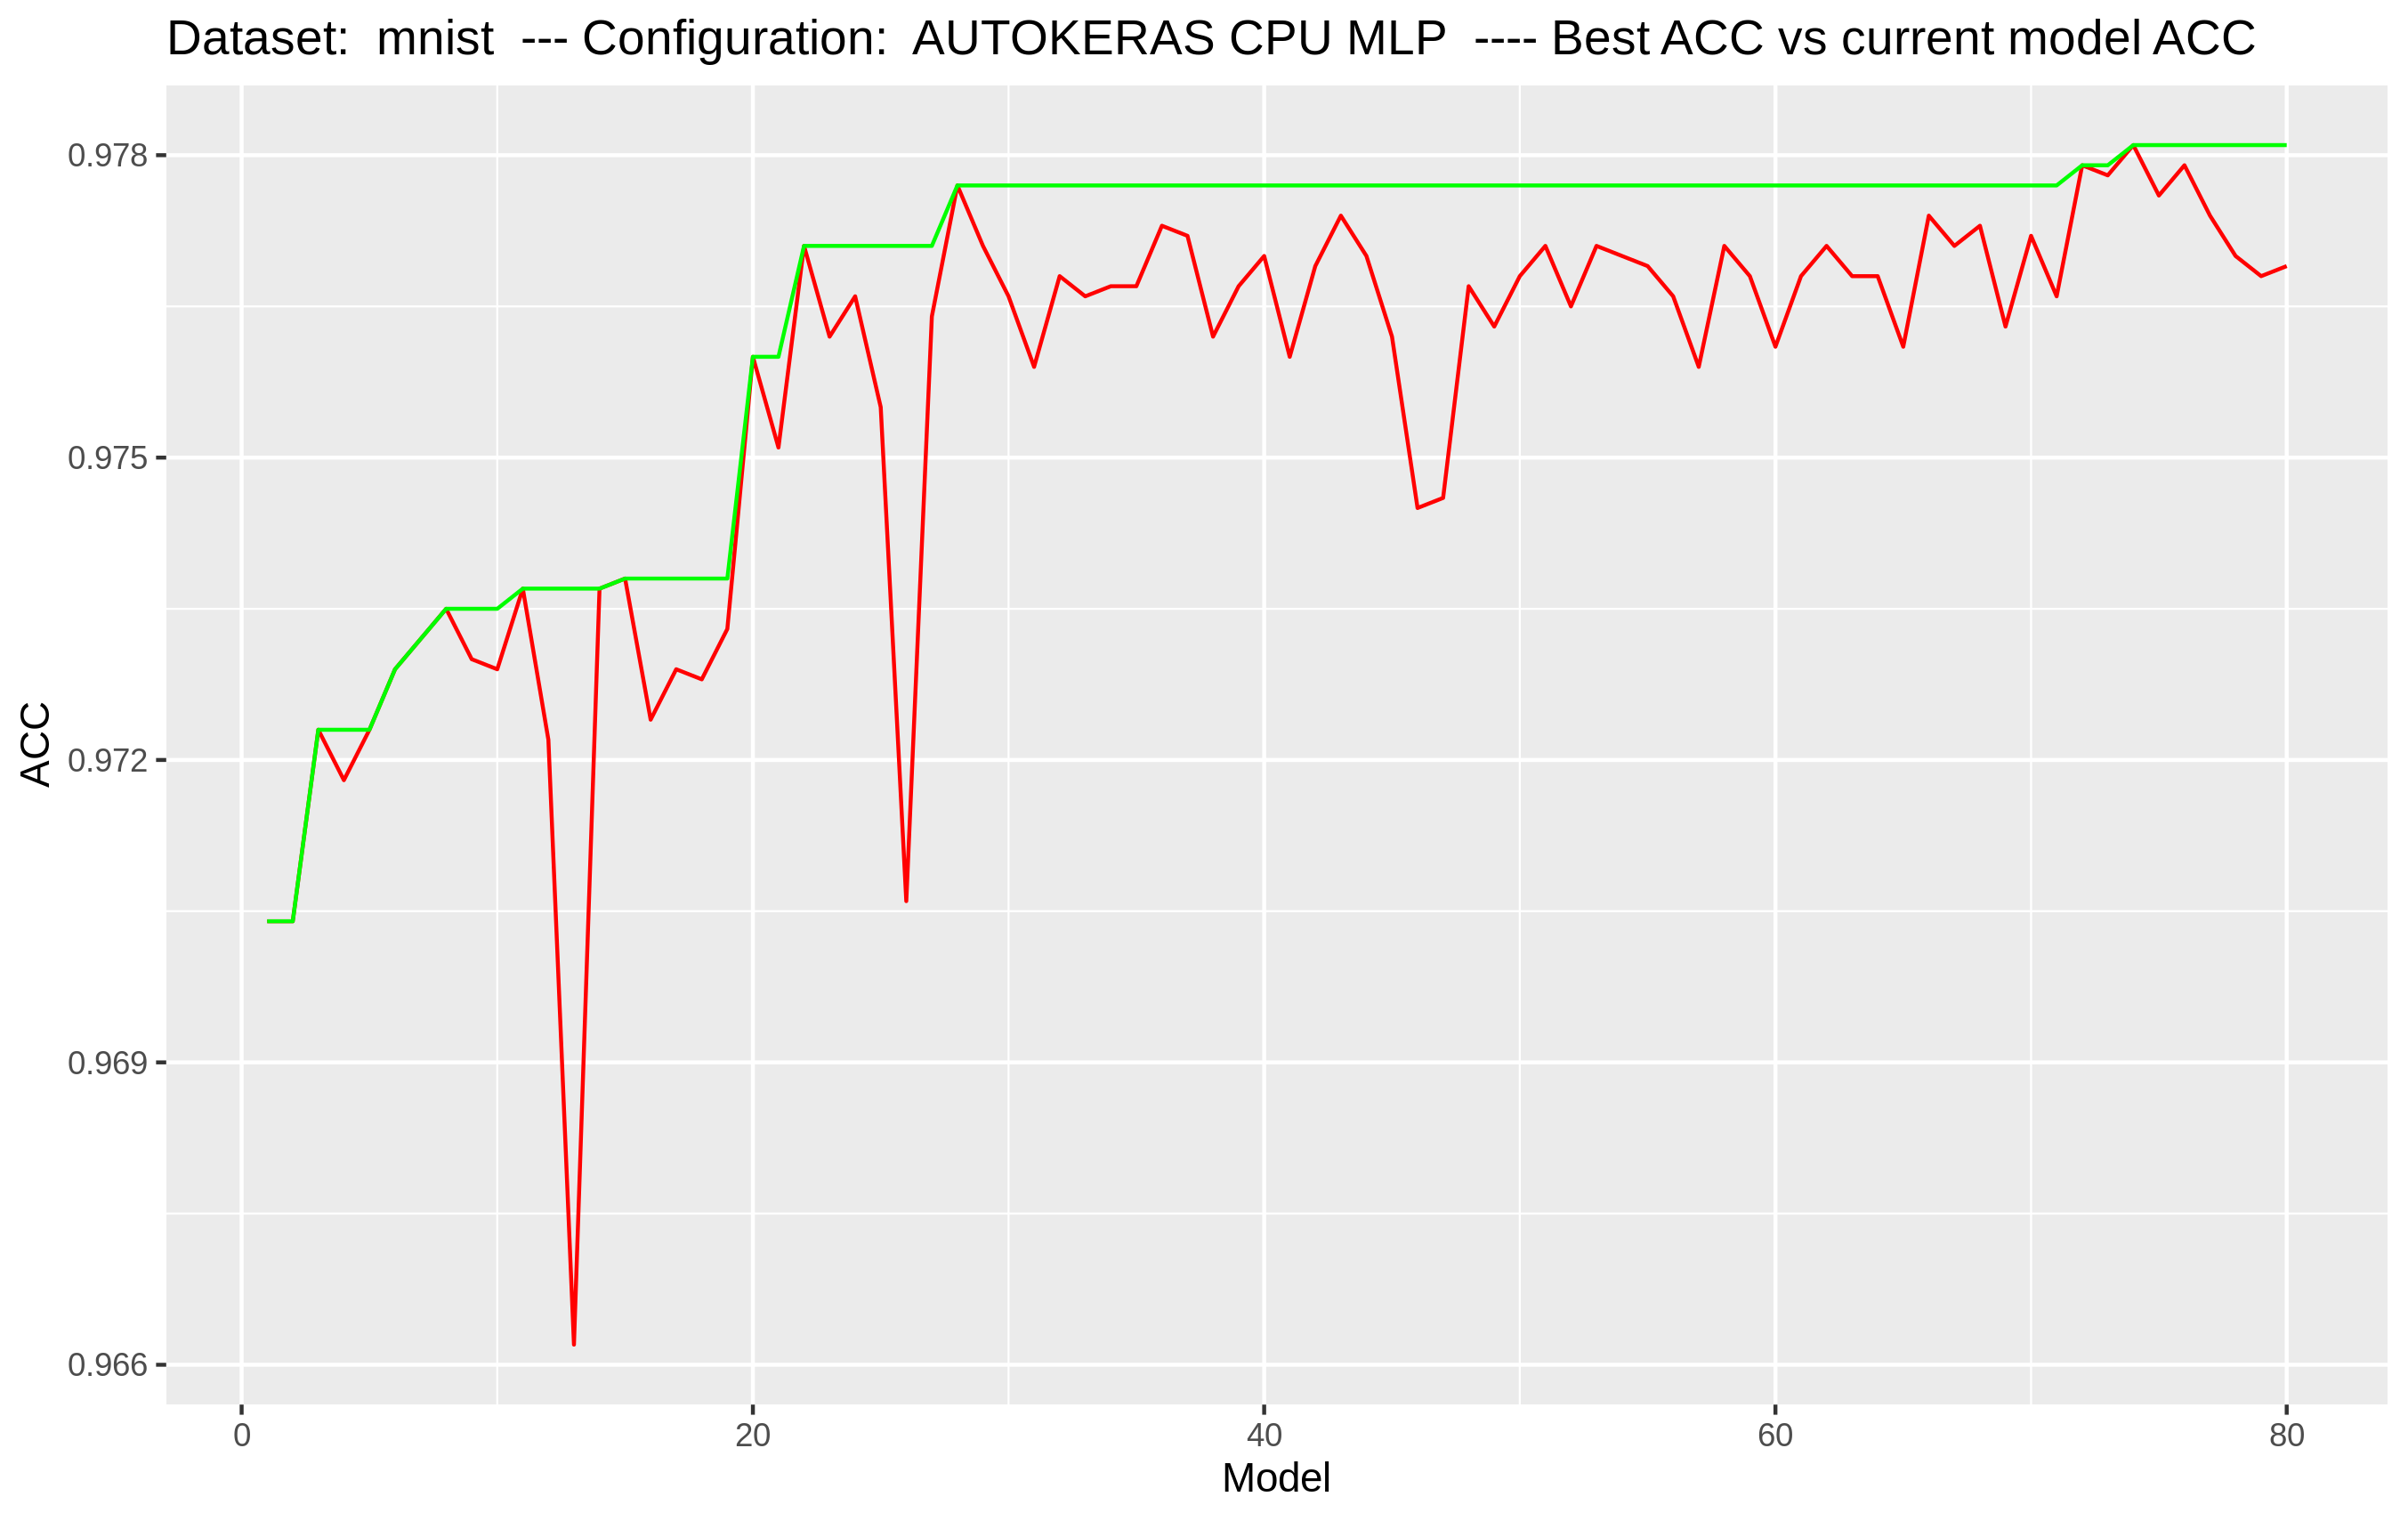 Dataset:  mnist  --- Configuration:  AUTOKERAS CPU MLP  ---- Best ACC vs current model ACC
0.978
0.975
ACC
0.972
0.969
0.966
0 20 40 60 80
Model